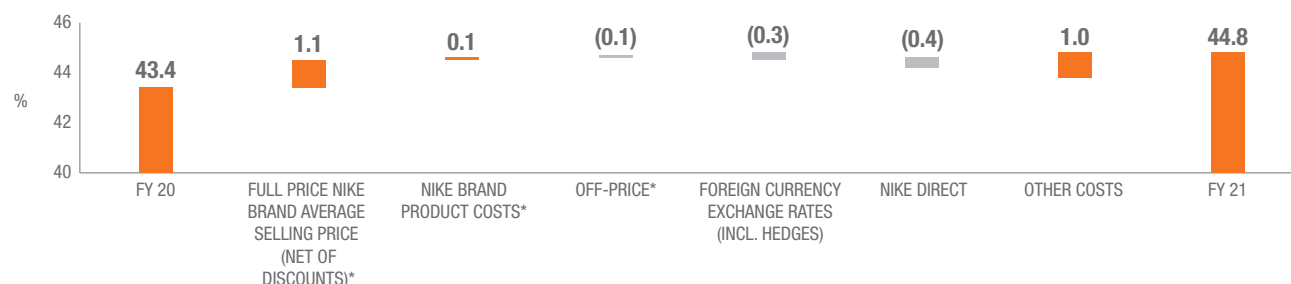 46
44
%
42
40
43.4
1.1
0.1
(0.1)
(0.3)
(0.4)
1.0
44.8
FY 20
FULL PRICE NIKE
BRAND AVERAGE
SELLING PRICE
(NET OF
DISCOUNTS)*
NIKE BRAND
PRODUCT COSTS*
OFF-PRICE*
FOREIGN CURRENCY
EXCHANGE RATES
(INCL. HEDGES)
NIKE DIRECT
OTHER COSTS
FY 21